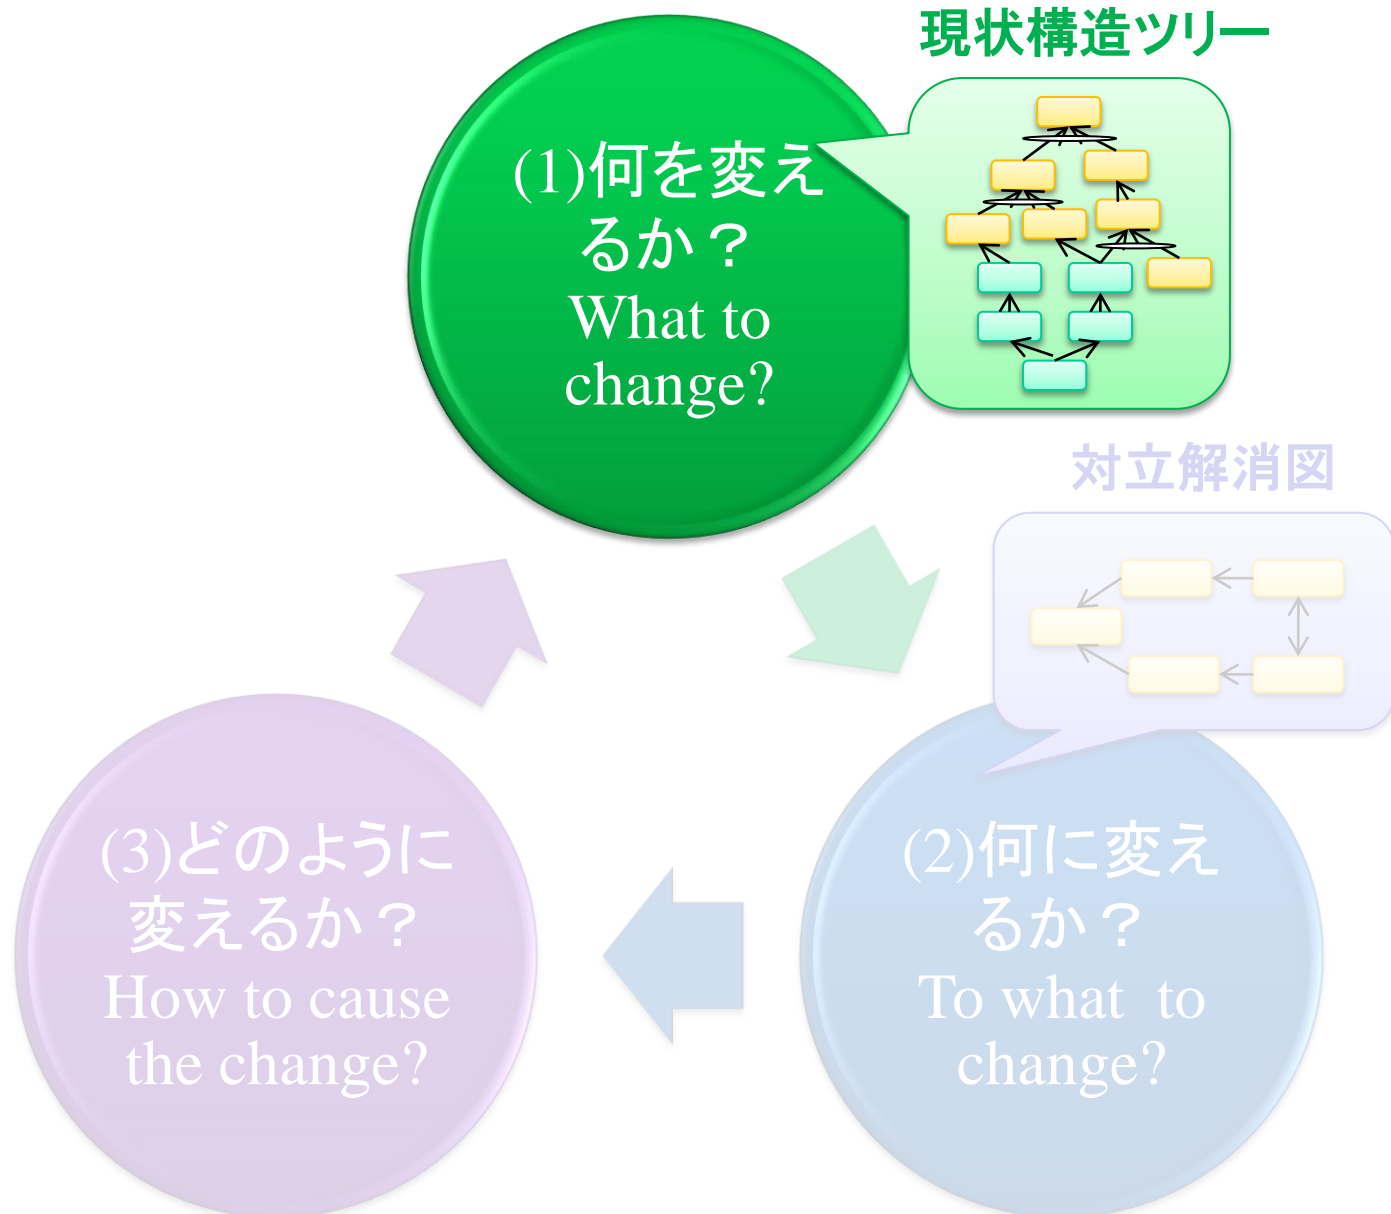 現状構造ツリー
(1)何を変え
るか？
What to
change?
対立解消図
(3)どのように
変えるか？
How to cause
the change?
(2)何に変え
るか？
To what  to
change?